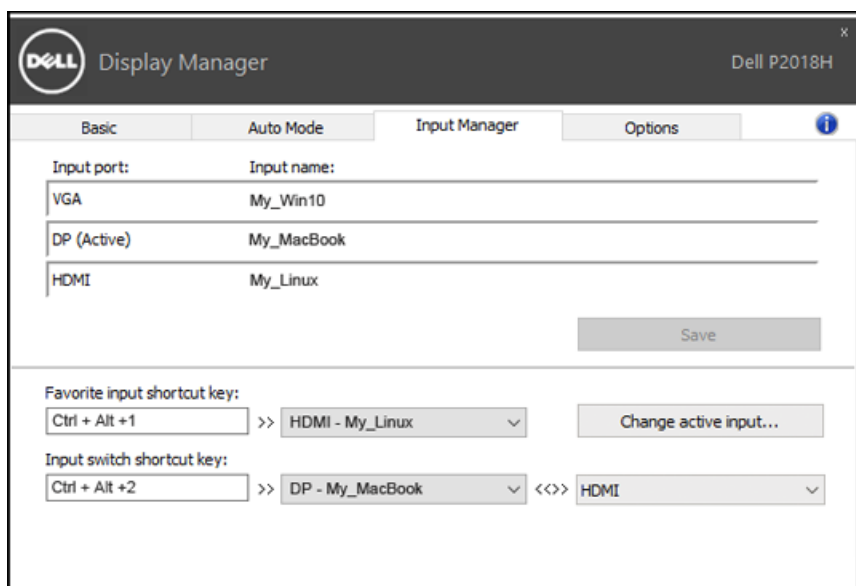 x
DELL Display Manager Dell P2018H
Basic Auto Mode Input Manager Options i
Input port: Input name:
VGA My_Win10
DP (Active) My_MacBook
HDMI My_Linux
Save
Favorite input shortcut key:
Ctrl + Alt +1 >> HDMI - My_Linux Change active input...
Input switch shortcut key:
Ctrl + Alt +2 >> DP - My_MacBook <<>> HDMI